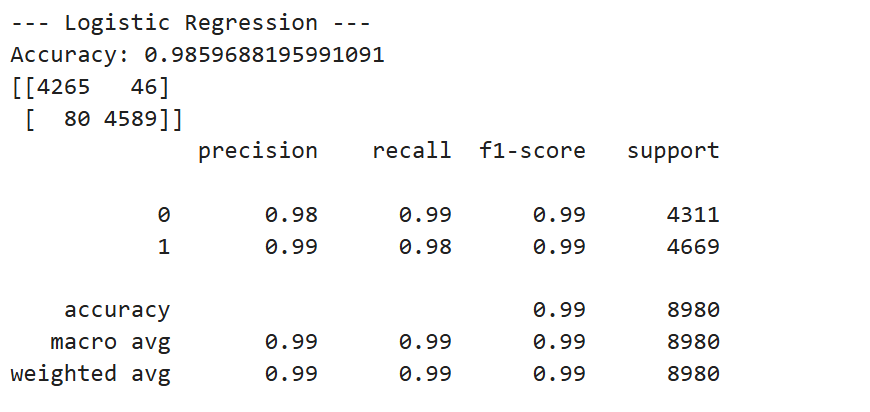 --- Logistic Regression ---
Accuracy: 0.9859688195991091
[[4265   46]
 [  80 4589]]
              precision    recall  f1-score   support

           0       0.98      0.99      0.99      4311
           1       0.99      0.98      0.99      4669

    accuracy                           0.99      8980
   macro avg       0.99      0.99      0.99      8980
weighted avg       0.99      0.99      0.99      8980